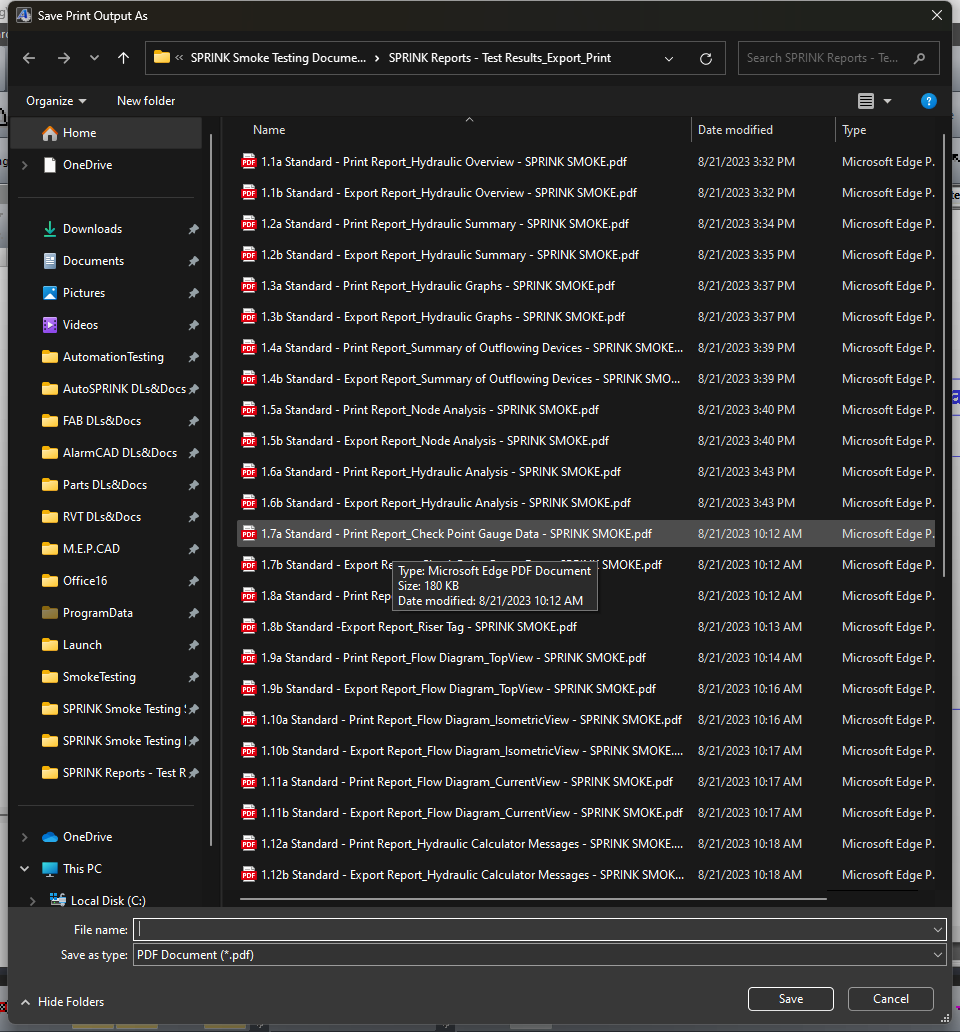 Save Print Output As
« SPRINK Smoke Testing Docume... › SPRINK Reports - Test Results_Export_Print
Search SPRINK Reports - Te...
Organize New folder
?
Name Date modified Type
Home
OneDrive
Downloads
Documents
Pictures
Videos
AutomationTesting
AutoSPRINK DLs&Docs
FAB DLs&Docs
AlarmCAD DLs&Docs
Parts DLs&Docs
RVT DLs&Docs
M.E.P.CAD
Office16
ProgramData
Launch
SmokeTesting
SPRINK Smoke Testing
SPRINK Smoke Testing
SPRINK Reports - Test R
OneDrive
This PC
Local Disk (C:)
1.1a Standard - Print Report_Hydraulic Overview - SPRINK SMOKE.pdf 8/21/2023 3:32 PM Microsoft Edge P.
1.1b Standard - Export Report_Hydraulic Overview - SPRINK SMOKE.pdf 8/21/2023 3:32 PM Microsoft Edge P.
1.2a Standard - Print Report_Hydraulic Summary - SPRINK SMOKE.pdf 8/21/2023 3:34 PM Microsoft Edge P.
1.2b Standard - Export Report_Hydraulic Summary - SPRINK SMOKE.pdf 8/21/2023 3:35 PM Microsoft Edge P.
1.3a Standard - Print Report_Hydraulic Graphs - SPRINK SMOKE.pdf 8/21/2023 3:37 PM Microsoft Edge P.
1.3b Standard - Export Report_Hydraulic Graphs - SPRINK SMOKE.pdf 8/21/2023 3:37 PM Microsoft Edge P.
1.4a Standard - Print Report_Summary of Outflowing Devices - SPRINK SMOKE... 8/21/2023 3:39 PM Microsoft Edge P.
1.4b Standard - Export Report_Summary of Outflowing Devices - SPRINK SMO... 8/21/2023 3:39 PM Microsoft Edge P.
1.5a Standard - Print Report_Node Analysis - SPRINK SMOKE.pdf 8/21/2023 3:40 PM Microsoft Edge P.
1.5b Standard - Export Report_Node Analysis - SPRINK SMOKE.pdf 8/21/2023 3:40 PM Microsoft Edge P.
1.6a Standard - Print Report_Hydraulic Analysis - SPRINK SMOKE.pdf 8/21/2023 3:43 PM Microsoft Edge P.
1.6b Standard - Export Report_Hydraulic Analysis - SPRINK SMOKE.pdf 8/21/2023 3:43 PM Microsoft Edge P.
1.7a Standard - Print Report_Check Point Gauge Data - SPRINK SMOKE.pdf 8/21/2023 10:12 AM Microsoft Edge P.
1.7b Standard - Export Re SMOKE.pdf 8/21/2023 10:12 AM Microsoft Edge P.
Type: Microsoft Edge PDF Document
Size: 180 KB
Date modified: 8/21/2023 10:12 AM
1.8a Standard - Print Rep 8/21/2023 10:12 AM Microsoft Edge P.
1.8b Standard -Export Report_Riser Tag - SPRINK SMOKE.pdf 8/21/2023 10:13 AM Microsoft Edge P.
1.9a Standard - Print Report_Flow Diagram_TopView - SPRINK SMOKE.pdf 8/21/2023 10:14 AM Microsoft Edge P.
1.9b Standard - Export Report_Flow Diagram_TopView - SPRINK SMOKE.pdf 8/21/2023 10:16 AM Microsoft Edge P.
1.10a Standard - Print Report_Flow Diagram_IsometricView - SPRINK SMOKE.pdf 8/21/2023 10:16 AM Microsoft Edge P.
1.10b Standard - Export Report_Flow Diagram_IsometricView - SPRINK SMOKE.... 8/21/2023 10:17 AM Microsoft Edge P.
1.11a Standard - Print Report_Flow Diagram_CurrentView - SPRINK SMOKE.pdf 8/21/2023 10:17 AM Microsoft Edge P.
1.11b Standard - Export Report_Flow Diagram_CurrentView - SPRINK SMOKE.pdf 8/21/2023 10:17 AM Microsoft Edge P.
1.12a Standard - Print Report_Hydraulic Calculator Messages - SPRINK SMOKE.... 8/21/2023 10:18 AM Microsoft Edge P.
1.12b Standard - Export Report_Hydraulic Calculator Messages - SPRINK SMOK... 8/21/2023 10:18 AM Microsoft Edge P.
File name:
Save as type: PDF Document (*.pdf)
Hide Folders Save Cancel